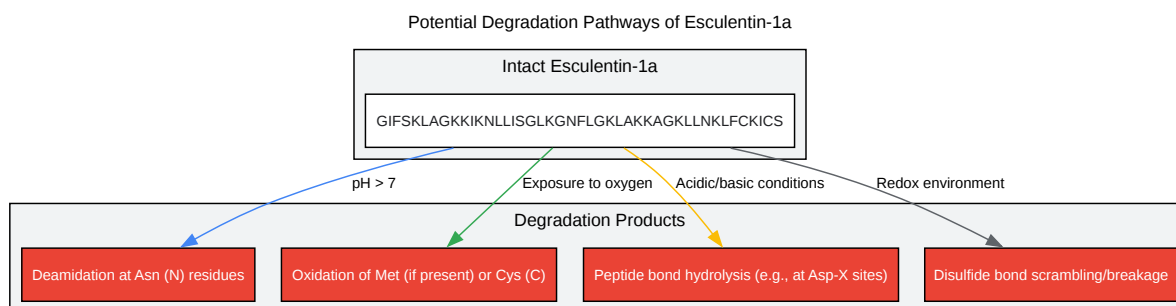 Potential Degradation Pathways of Esculentin-1a
Intact Esculentin-1a
GIFSKLAGKKIKNLLISGLKGNFLGKLAKKAGKLLNKLFCKICS
pH > 7
Exposure to oxygen
Acidic/basic conditions
Redox environment
Degradation Products
Deamidation at Asn (N) residues
Oxidation of Met (if present) or Cys (C)
Peptide bond hydrolysis (e.g., at Asp-X sites)
Disulfide bond scrambling/breakage